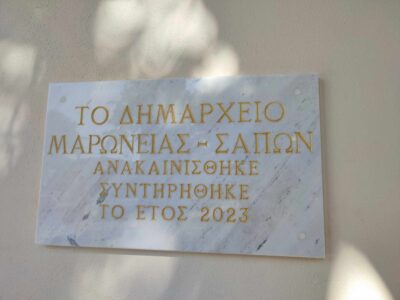 ΤΟ ΔΗΜΑΡΧΕΙΟ
ΜΑΡΩΝΕΙΑΣ - ΣΑΠΩΝ
ΑΝΑΚΑΙΝΙΣΘΗΚΕ
ΣΥΝΤΗΡΗΘΗΚΕ
ΤΟ ΕΤΟΣ 2023